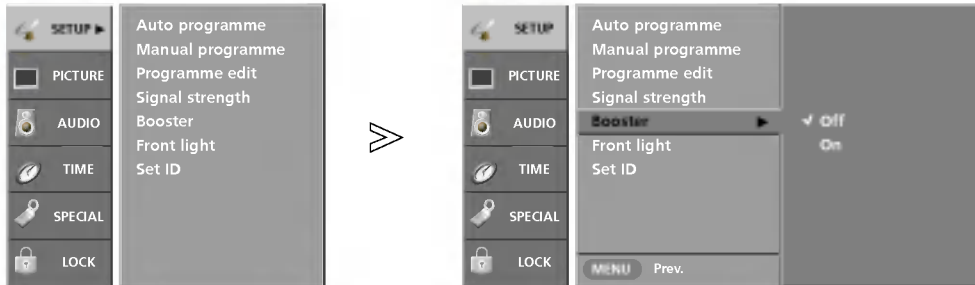 SETUP ▶
PICTURE
AUDIO
TIME
SPECIAL
LOCK
Auto programme
Manual programme
Programme edit
Signal strength
Booster
Front light
Set ID
SETUP
PICTURE
AUDIO
TIME
SPECIAL
LOCK
Auto programme
Manual programme
Programme edit
Signal strength
Booster ▶
Front light
Set ID
MENU Prev.
✓ Off
On